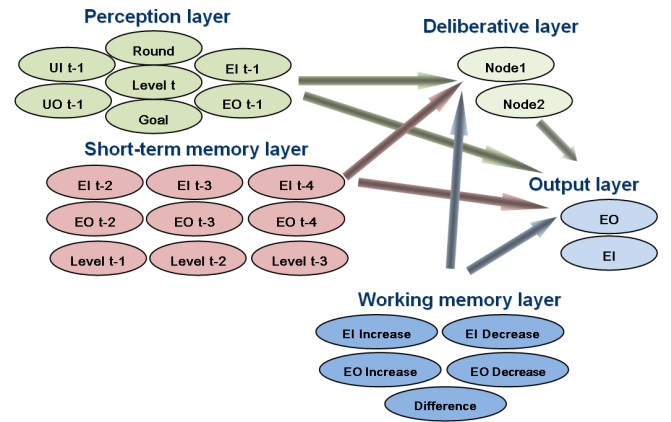 Perception layer
Round
UI t-1
EI t-1
Level t
UO t-1
EO t-1
Goal
Deliberative layer
Node1
Node2
Short-term memory layer
EI t-2
EI t-3
EI t-4
EO t-2
EO t-3
EO t-4
Level t-1
Level t-2
Level t-3
Output layer
EO
EI
Working memory layer
EI Increase
EI Decrease
EO Increase
EO Decrease
Difference